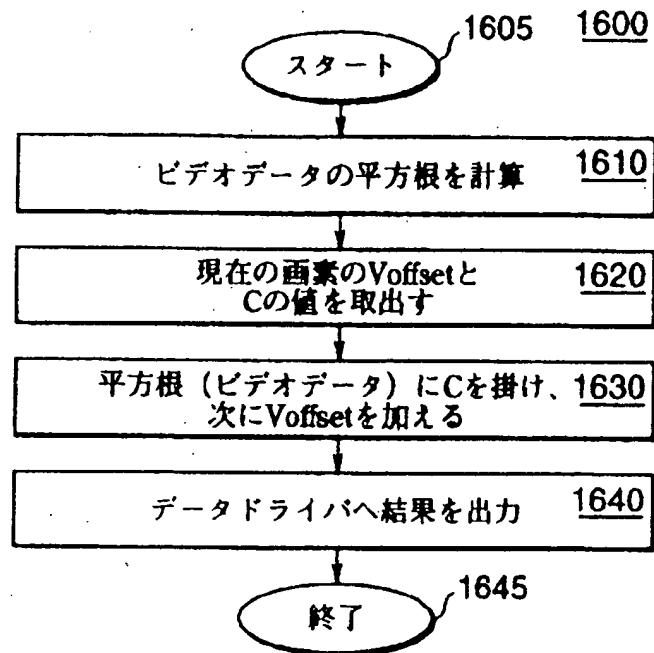 1605 1600
スタート
ビデオデータの平方根を計算 1610
現在の画素のVoffsetと 1620
Cの値を取出す
平方根（ビデオデータ）にCを掛け、 1630
次にVoffsetを加える
データドライバへ結果を出力 1640
1645
終了